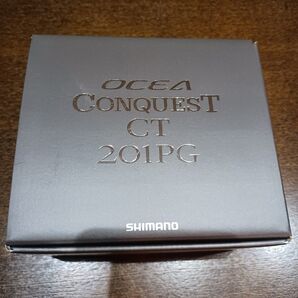 OCEA
CONQUEST
CT
201PG
SHIMANO